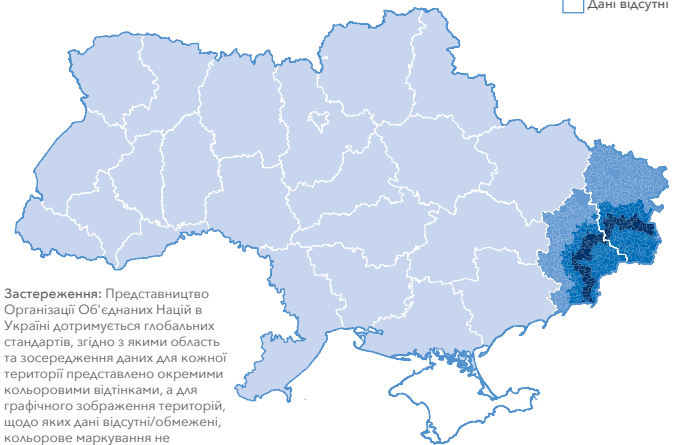 Дані відсутні
Застереження: Представництво
Організації Об'єднаних Націй в
Україні дотримується глобальних
стандартів, згідно з якими область
та зосередження даних для кожної
території представлено окремими
кольоровими відтінками, а для
графічного зображення територій,
щодо яких дані відсутні/обмежені,
кольорове маркування не